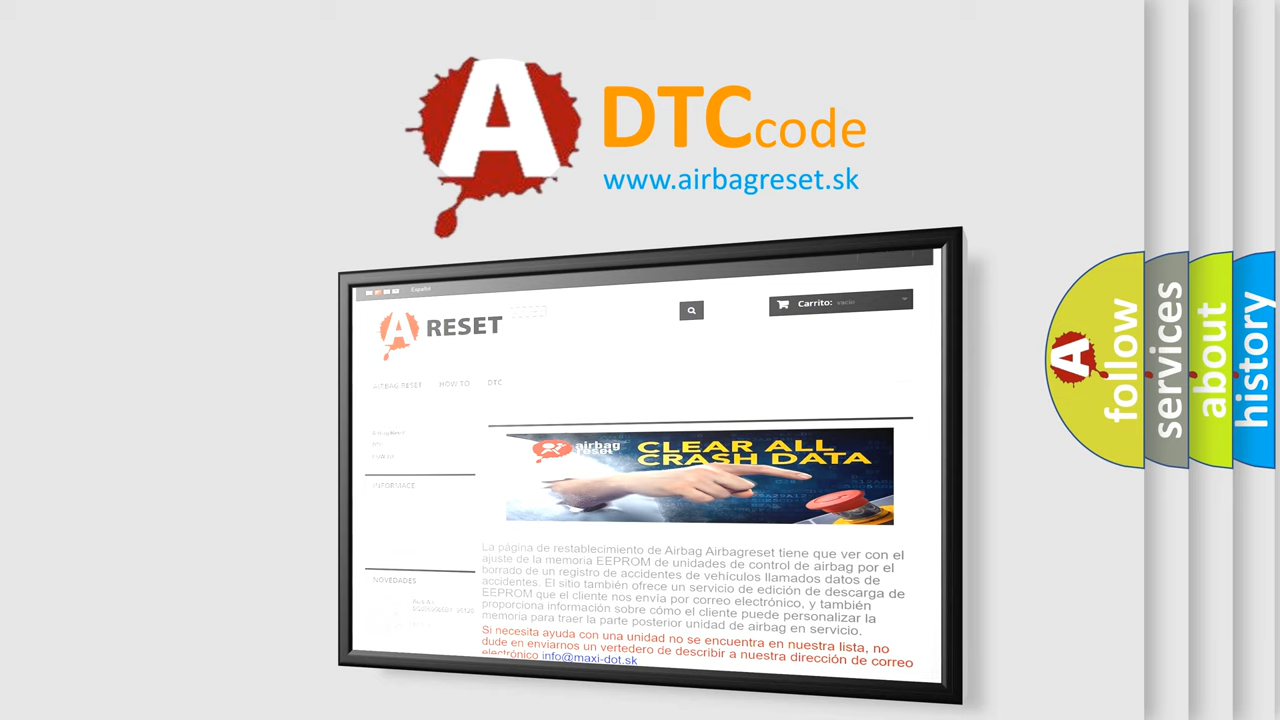 A
DTCcode
www.airbagreset.sk
Español
A RESET
Carrito: vacío
AIRBAG RESET HOW TO DTC
INFORMACE
NOVEDADES
airbag
reset
CLEAR ALL
CRASH DATA
La página de restablecimiento de Airbag Airbagreset tiene que ver con el
ajuste de la memoria EEPROM de unidades de control de airbag por el
borrado de un registro de accidentes de vehículos llamados datos de
accidentes. El sitio también ofrece un servicio de edición de descarga de
EEPROM que el cliente nos envía por correo electrónico, y también
proporciona información sobre cómo el cliente puede personalizar la
memoria para traer la parte posterior unidad de airbag en servicio.
Si necesita ayuda con una unidad no se encuentra en nuestra lista, no
dude en enviarnos un vertedero de describir a nuestra dirección de correo
electrónico info@maxi-dot.sk
A
follow
services
about
history